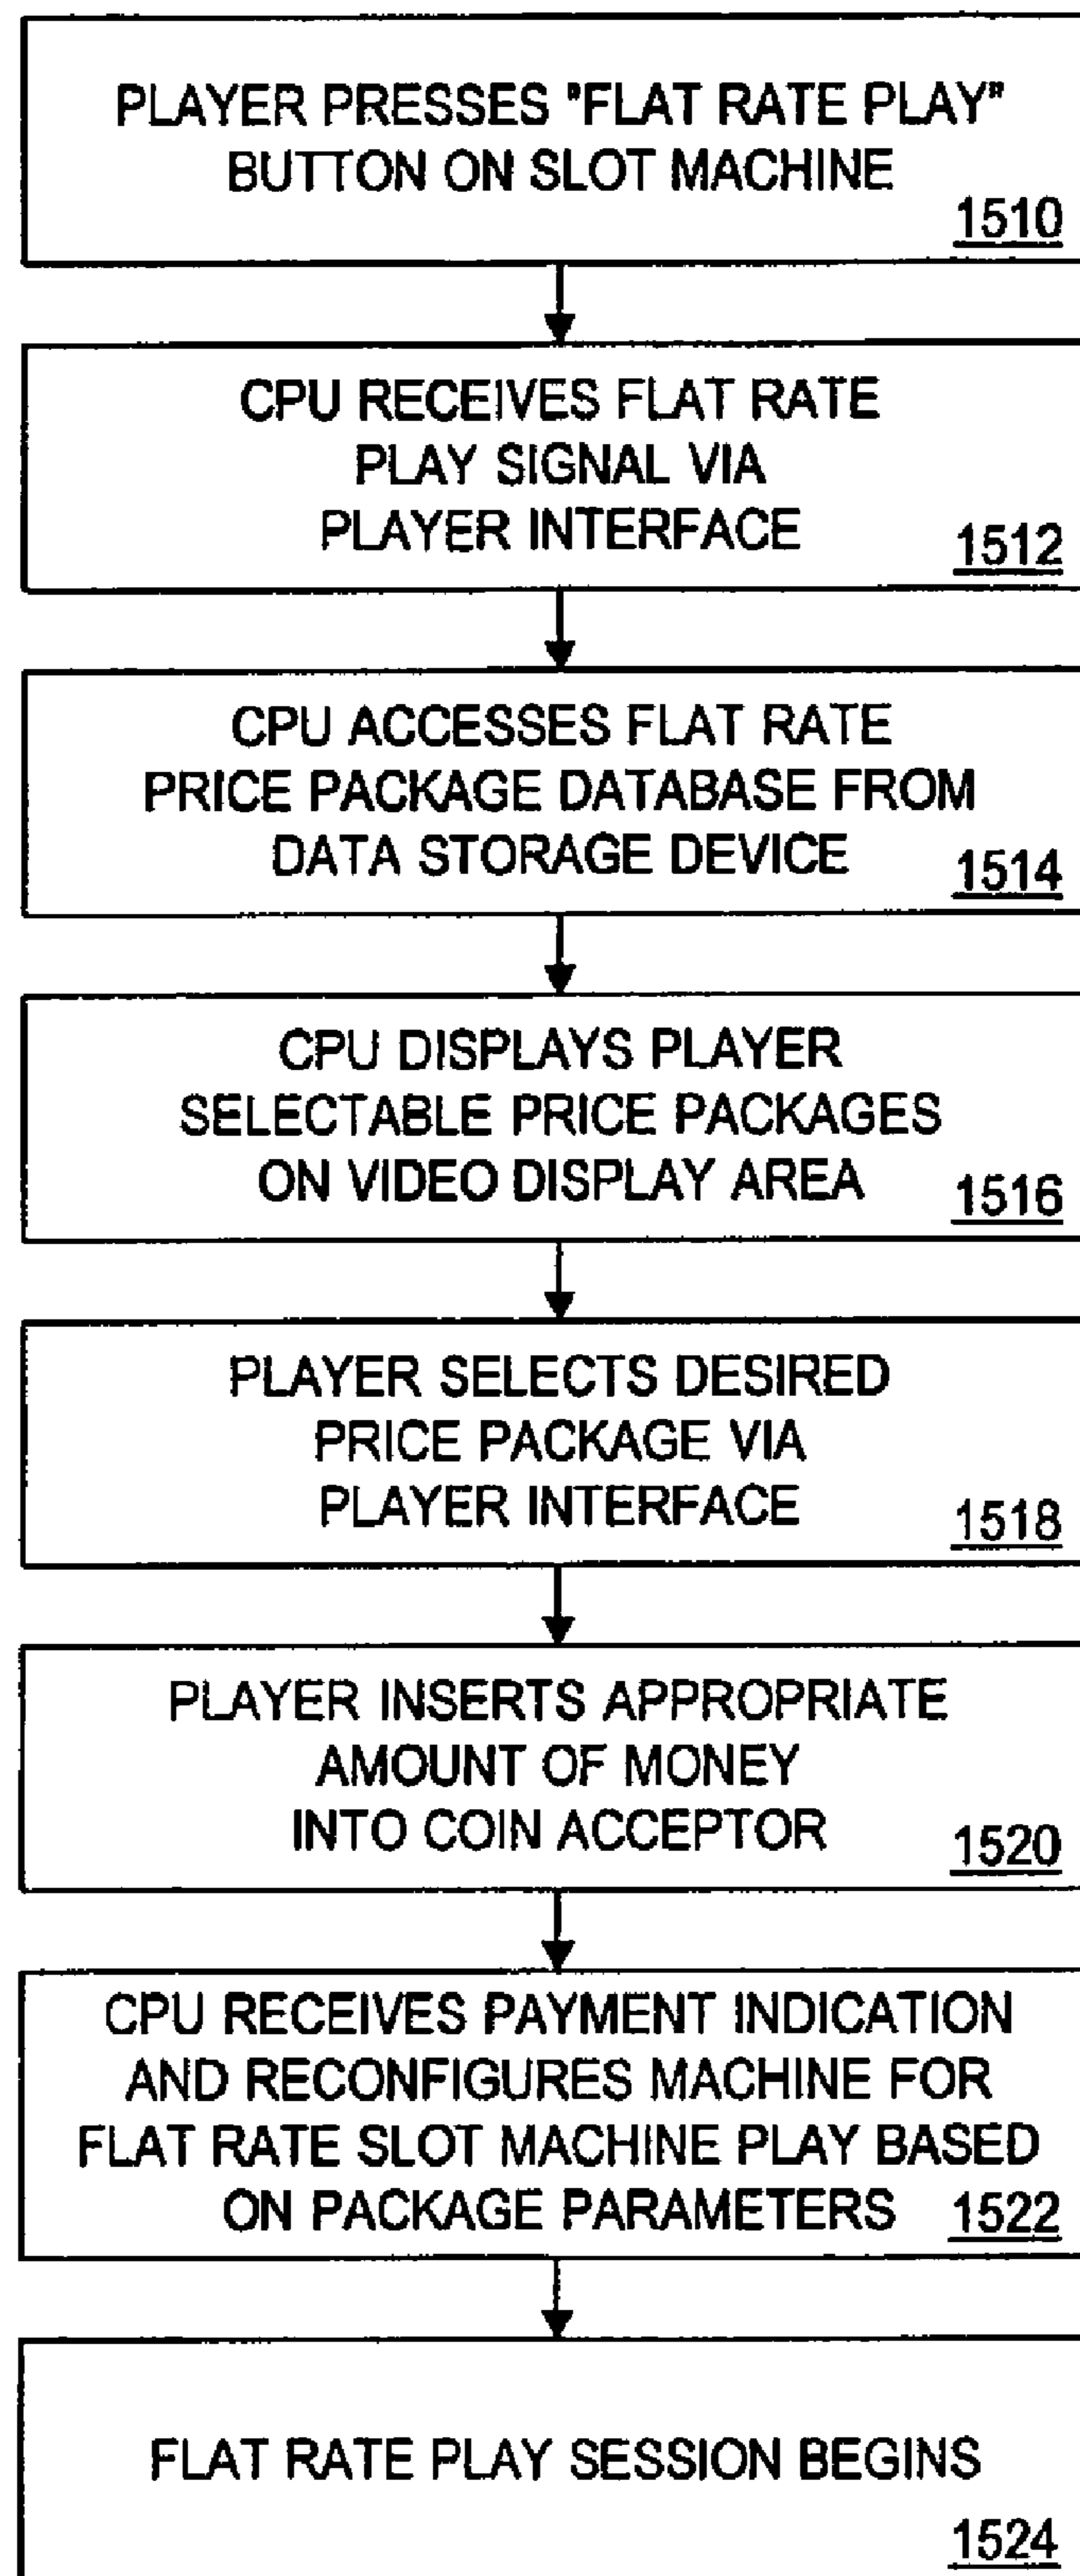 PLAYER PRESSES "FLAT RATE PLAY"
BUTTON ON SLOT MACHINE
1510
CPU RECEIVES FLAT RATE
PLAY SIGNAL VIA
PLAYER INTERFACE
1512
CPU ACCESSES FLAT RATE
PRICE PACKAGE DATABASE FROM
DATA STORAGE DEVICE
1514
CPU DISPLAYS PLAYER
SELECTABLE PRICE PACKAGES
ON VIDEO DISPLAY AREA
1516
PLAYER SELECTS DESIRED
PRICE PACKAGE VIA
PLAYER INTERFACE
1518
PLAYER INSERTS APPROPRIATE
AMOUNT OF MONEY
INTO COIN ACCEPTOR
1520
CPU RECEIVES PAYMENT INDICATION
AND RECONFIGURES MACHINE FOR
FLAT RATE SLOT MACHINE PLAY BASED
ON PACKAGE PARAMETERS
1522
FLAT RATE PLAY SESSION BEGINS
1524